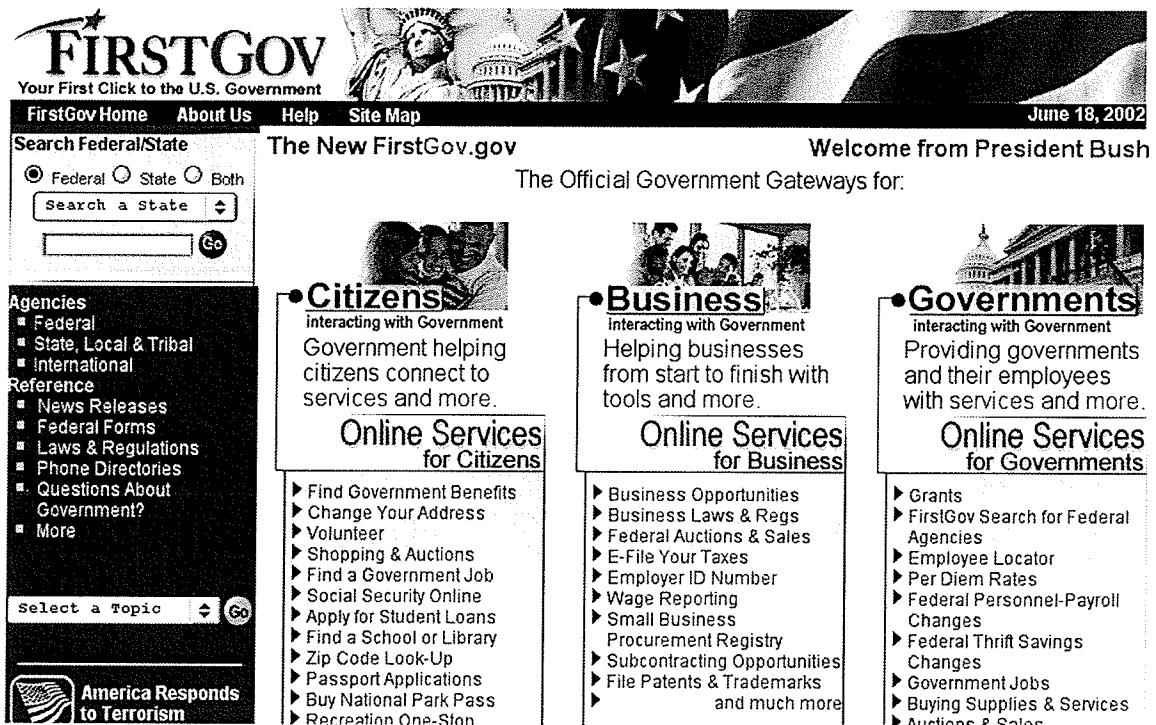 FIRSTGOV
Your First Click to the U.S. Government
FirstGov Home About Us Help Site Map June 18, 2002
Search Federal/State
Federal State Both
Search a State
Go
Agencies
Federal
State, Local & Tribal
International
Reference
News Releases
Federal Forms
Laws & Regulations
Phone Directories
Questions About
Government?
More
Select a Topic Go
America Responds
to Terrorism
The New FirstGov.gov Welcome from President Bush
The Official Government Gateways for:
Citizens
interacting with Government
Government helping
citizens connect to
services and more.
Online Services
for Citizens
Find Government Benefits
Change Your Address
Volunteer
Shopping & Auctions
Find a Government Job
Social Security Online
Apply for Student Loans
Find a School or Library
Zip Code Look-Up
Passport Applications
Buy National Park Pass
Recreation One-Stop
Business
interacting with Government
Helping businesses
from start to finish with
tools and more.
Online Services
for Business
Business Opportunities
Business Laws & Regs
Federal Auctions & Sales
E-File Your Taxes
Employer ID Number
Wage Reporting
Small Business
Procurement Registry
Subcontracting Opportunities
File Patents & Trademarks
and much more
Governments
interacting with Government
Providing governments
and their employees
with services and more.
Online Services
for Governments
Grants
FirstGov Search for Federal
Agencies
Employee Locator
Per Diem Rates
Federal Personnel-Payroll
Changes
Federal Thrift Savings
Changes
Government Jobs
Buying Supplies & Services
Auctions & Sales